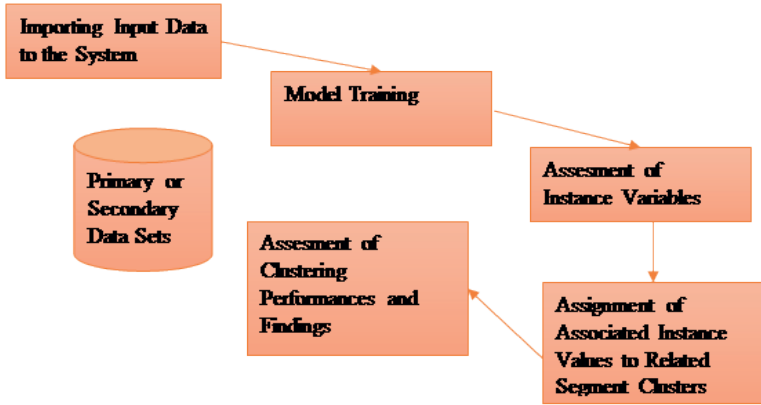 Importing Input Data
to the System
Model Training
Assesment of
Instance Variables
Primary or
Secondary
Data Sets
Assesment of
Clustering
Performances and
Findings
Assignment of
Associated Instance
Values to Related
Segment Clusters